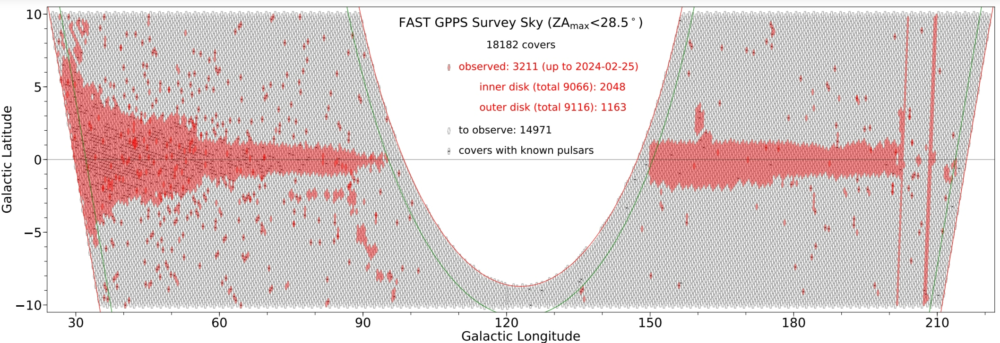 FAST GPPS Survey Sky (ZAmax<28.5°)
18182 covers
observed: 3211 (up to 2024-02-25)
inner disk (total 9066): 2048
outer disk (total 9116): 1163
to observe: 14971
covers with known pulsars
Galactic Latitude
10
5
0
−5
−10
30 60 90 120 150 180 210
Galactic Longitude